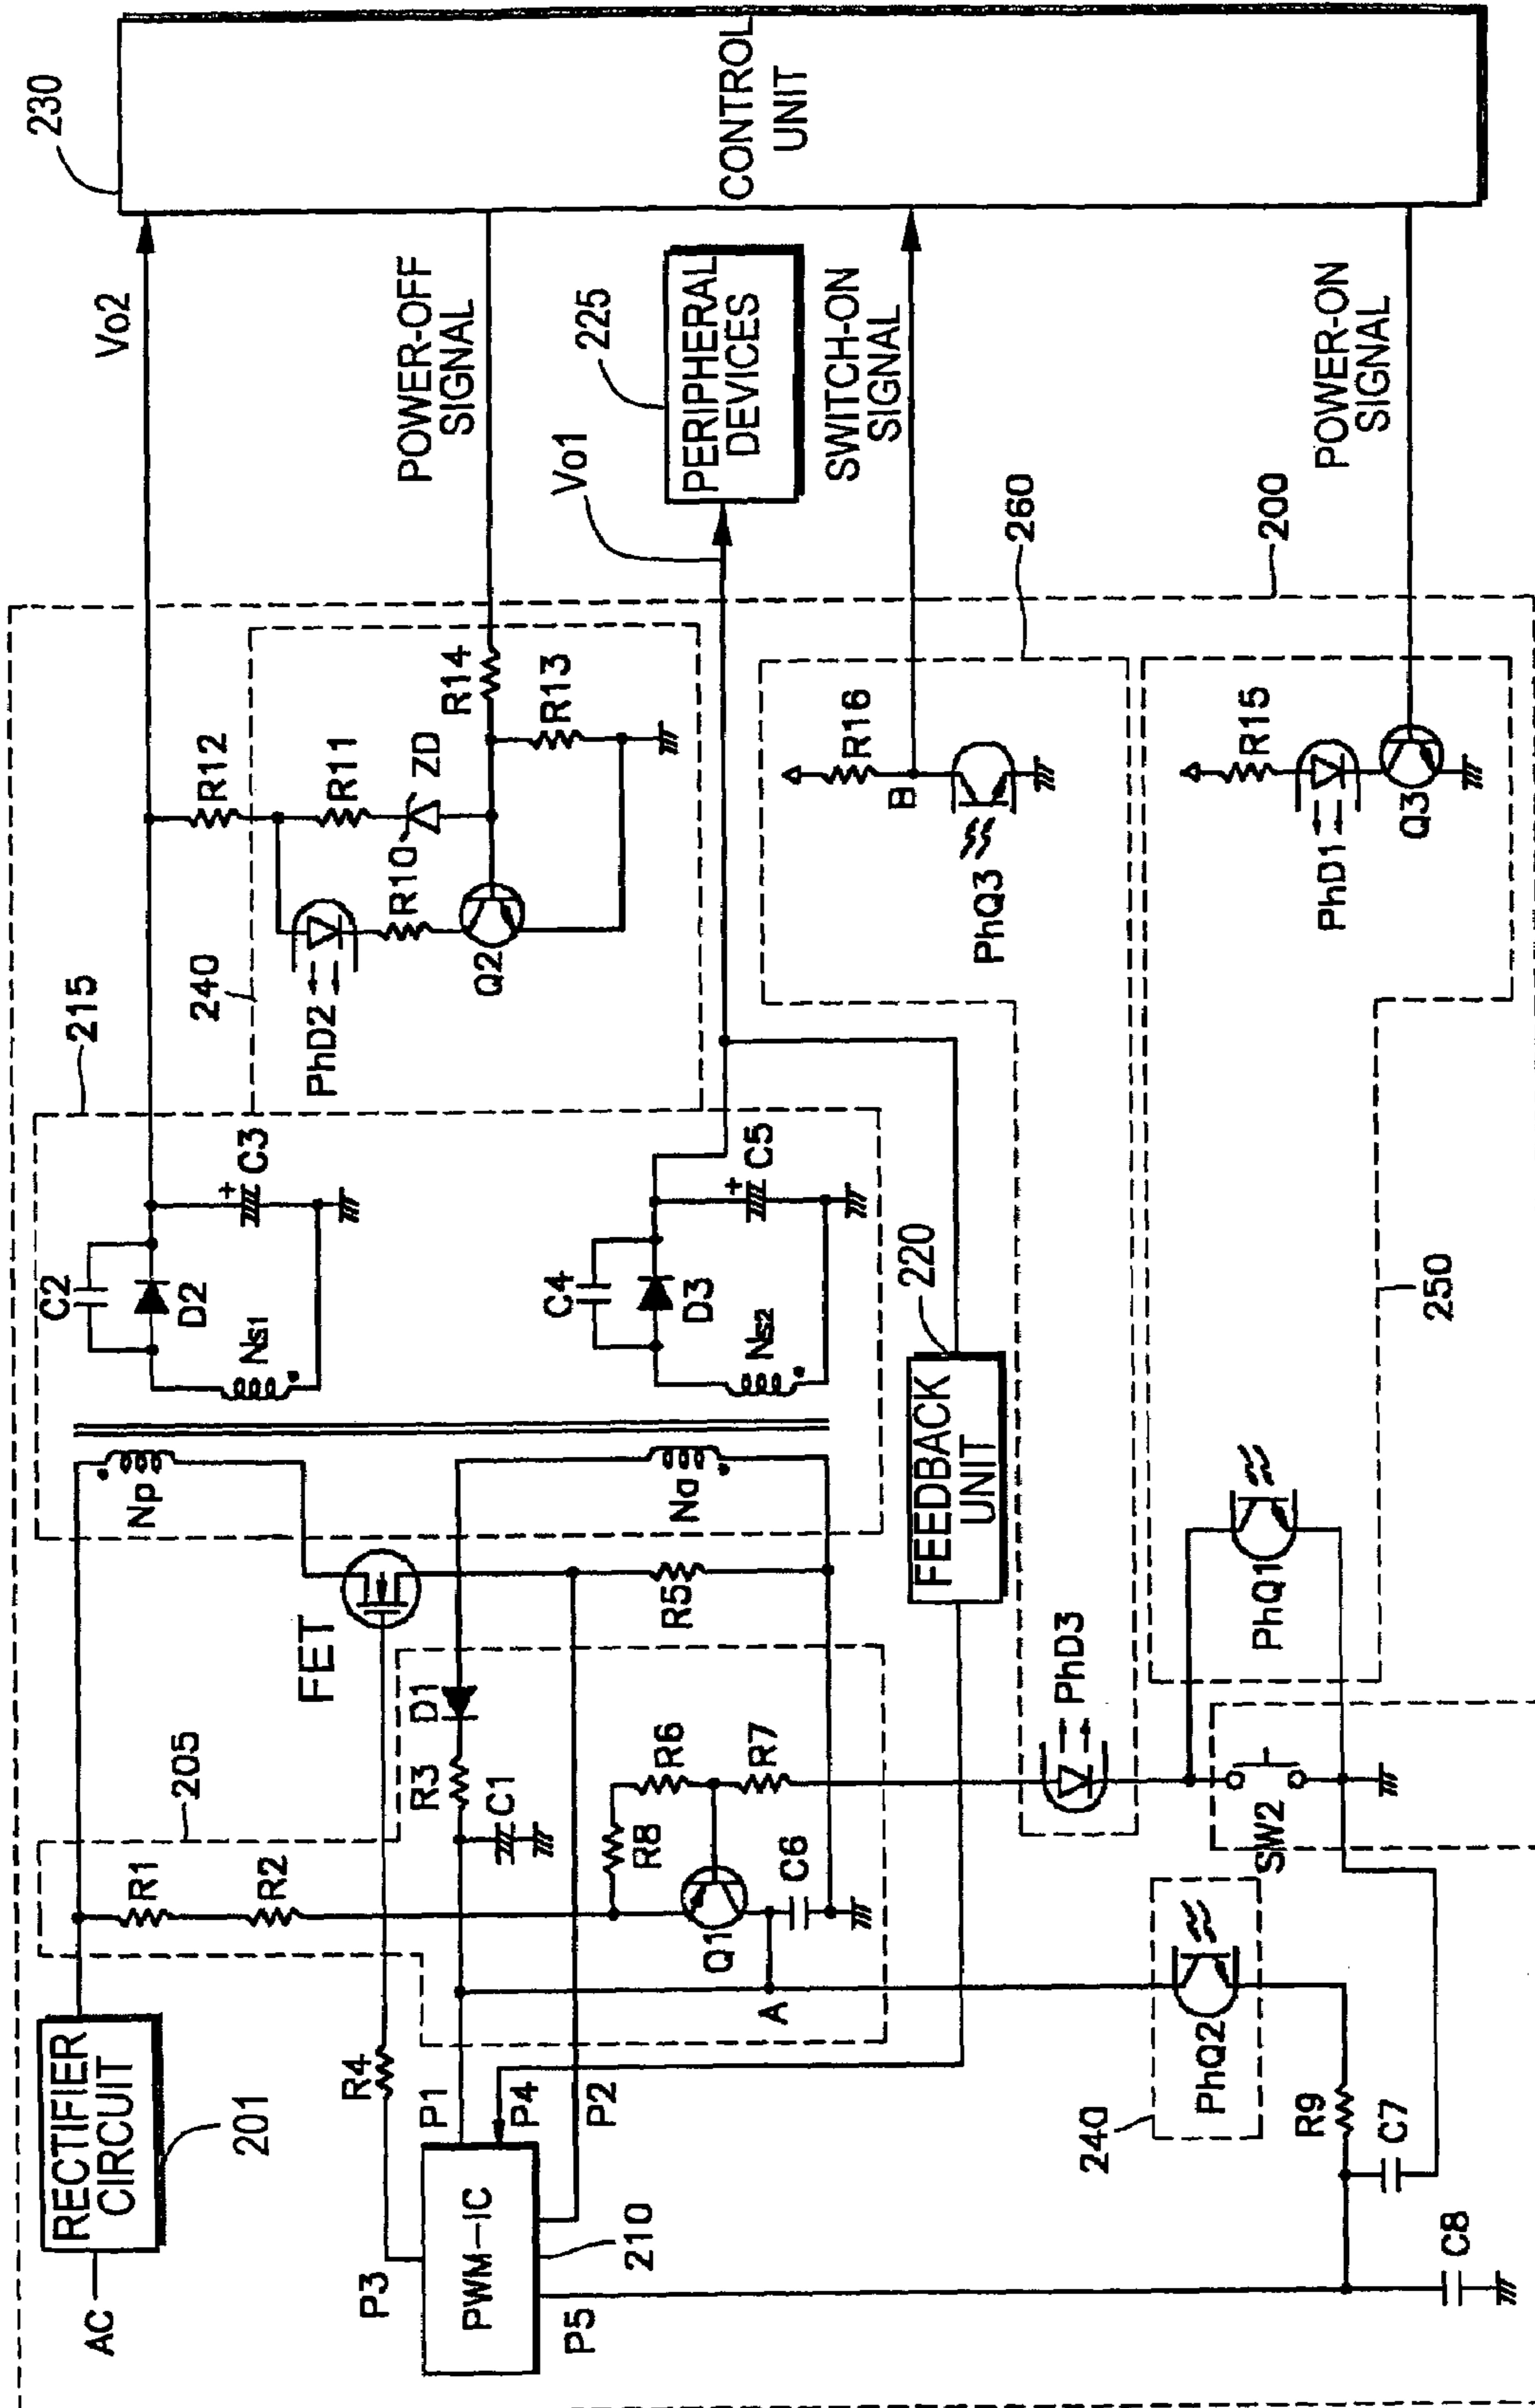 AC
RECTIFIER
CIRCUIT
201
205
R1
R2
P3
R4
PWM-IC
210
P1
P4
P2
P5
FET
D1
R3
C1
R5
R6
R7
R8
Q1
C6
A
Np
Na
215
C2
D2
Ns1
C3
C4
D3
Ns2
C5
240
PhD2
R10
R11
R12
ZD
Q2
R13
R14
Vo2
230
CONTROL
UNIT
POWER-OFF
SIGNAL
Vo1
225
PERIPHERAL
DEVICES
SWITCH-ON
SIGNAL
260
POWER-ON
SIGNAL
200
FEEDBACK
UNIT
220
R16
B
PhQ3
PhD3
R15
PhD1
Q3
250
PhQ1
SW2
240
PhQ2
R9
C7
C8